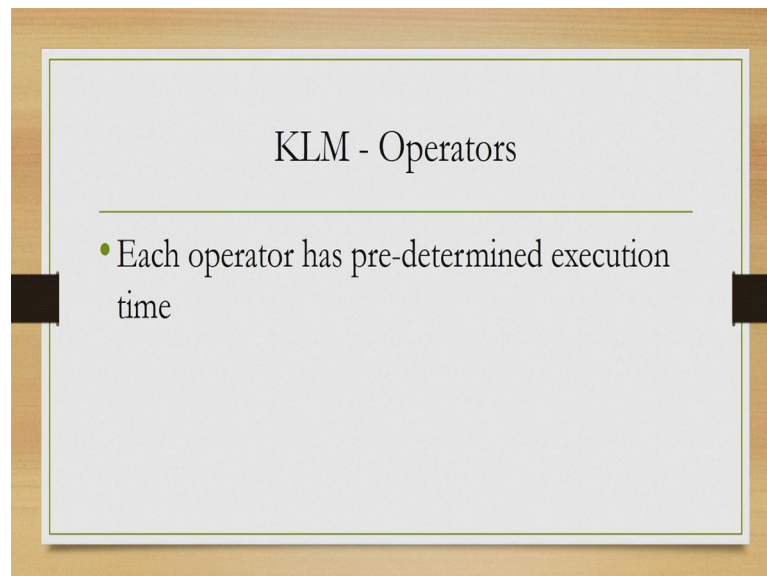 KLM - Operators
•Each operator has pre-determined execution
time